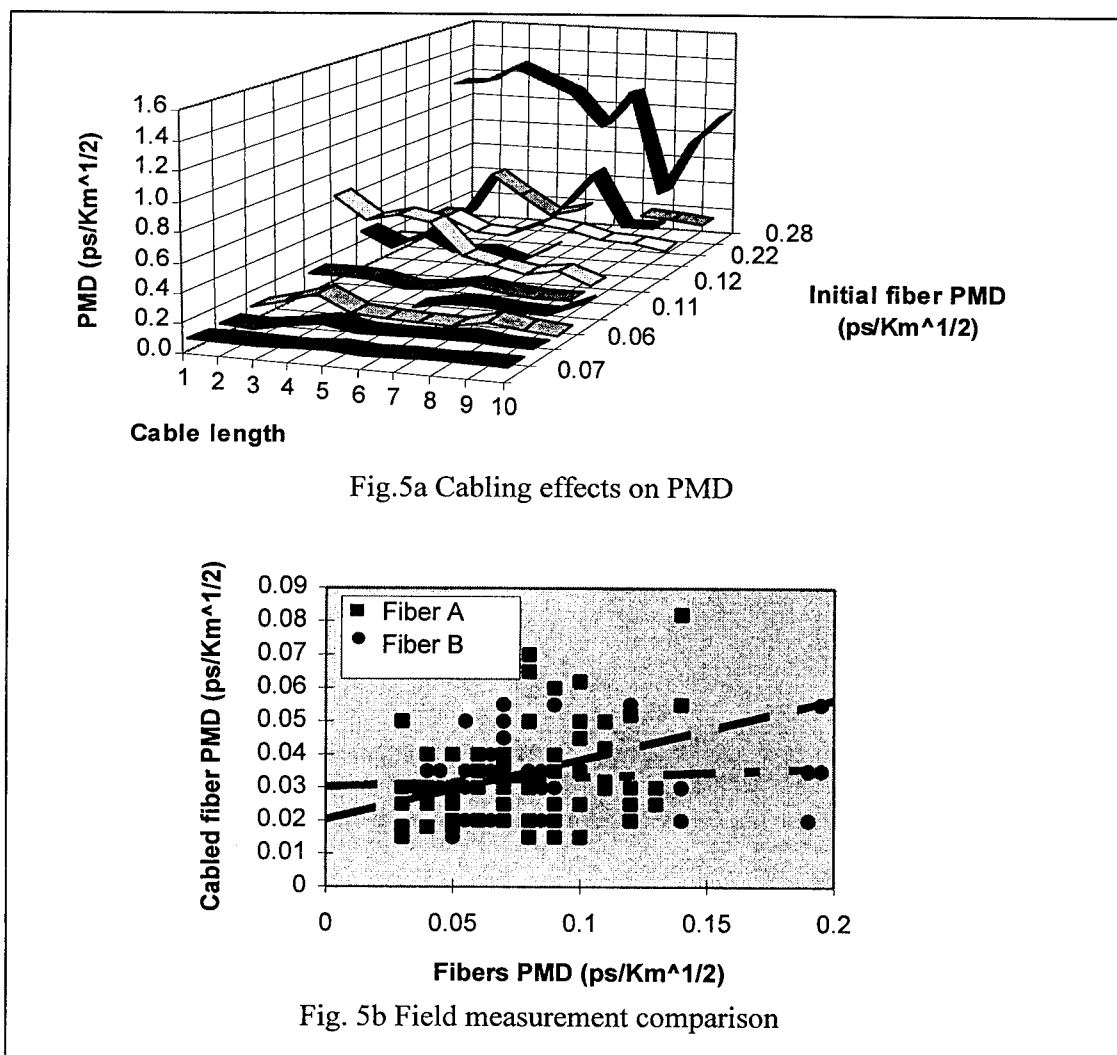 1.6
1.4
1.2
1.0
0.8
0.6
0.4
0.2
0.0
PMD (ps/Km^1/2)
1 2 3 4 5 6 7 8 9 10
Cable length
0.28
0.22
0.12
0.11
0.06
0.07
Initial fiber PMD
(ps/Km^1/2)
Fig.5a Cabling effects on PMD
0.09
0.08
0.07
0.06
0.05
0.04
0.03
0.02
0.01
0
Cabled fiber PMD (ps/Km^1/2)
Fiber A
Fiber B
0 0.05 0.1 0.15 0.2
Fibers PMD (ps/Km^1/2)
Fig. 5b Field measurement comparison